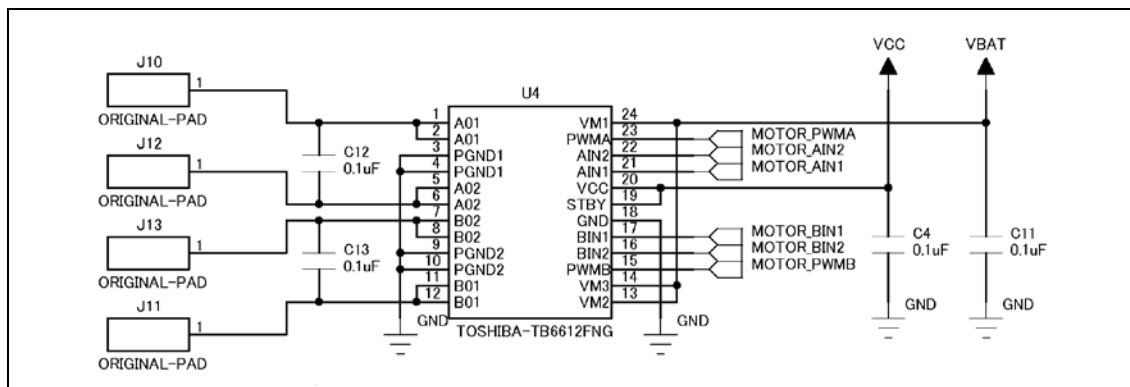 VCC VBAT
J10
1
ORIGINAL-PAD
J12
1
ORIGINAL-PAD
J13
1
ORIGINAL-PAD
J11
1
ORIGINAL-PAD
C12
0.1uF
C13
0.1uF
U4
1 A01 VM1 24
2 A01 PWMA 23 MOTOR_PWMA
3 PGND1 AIN2 22 MOTOR_AIN2
4 PGND1 AIN1 21 MOTOR_AIN1
5 A02 VCC 20
6 A02 STBY 19
7 B02 GND 18
8 B02 BIN1 17 MOTOR_BIN1
9 PGND2 BIN2 16 MOTOR_BIN2
10 PGND2 PWMB 15 MOTOR_PWMB
11 B01 VM3 14
12 B01 VM2 13
GND
TOSHIBA-TB6612FNG
GND
C4
0.1uF
GND
C11
0.1uF
GND